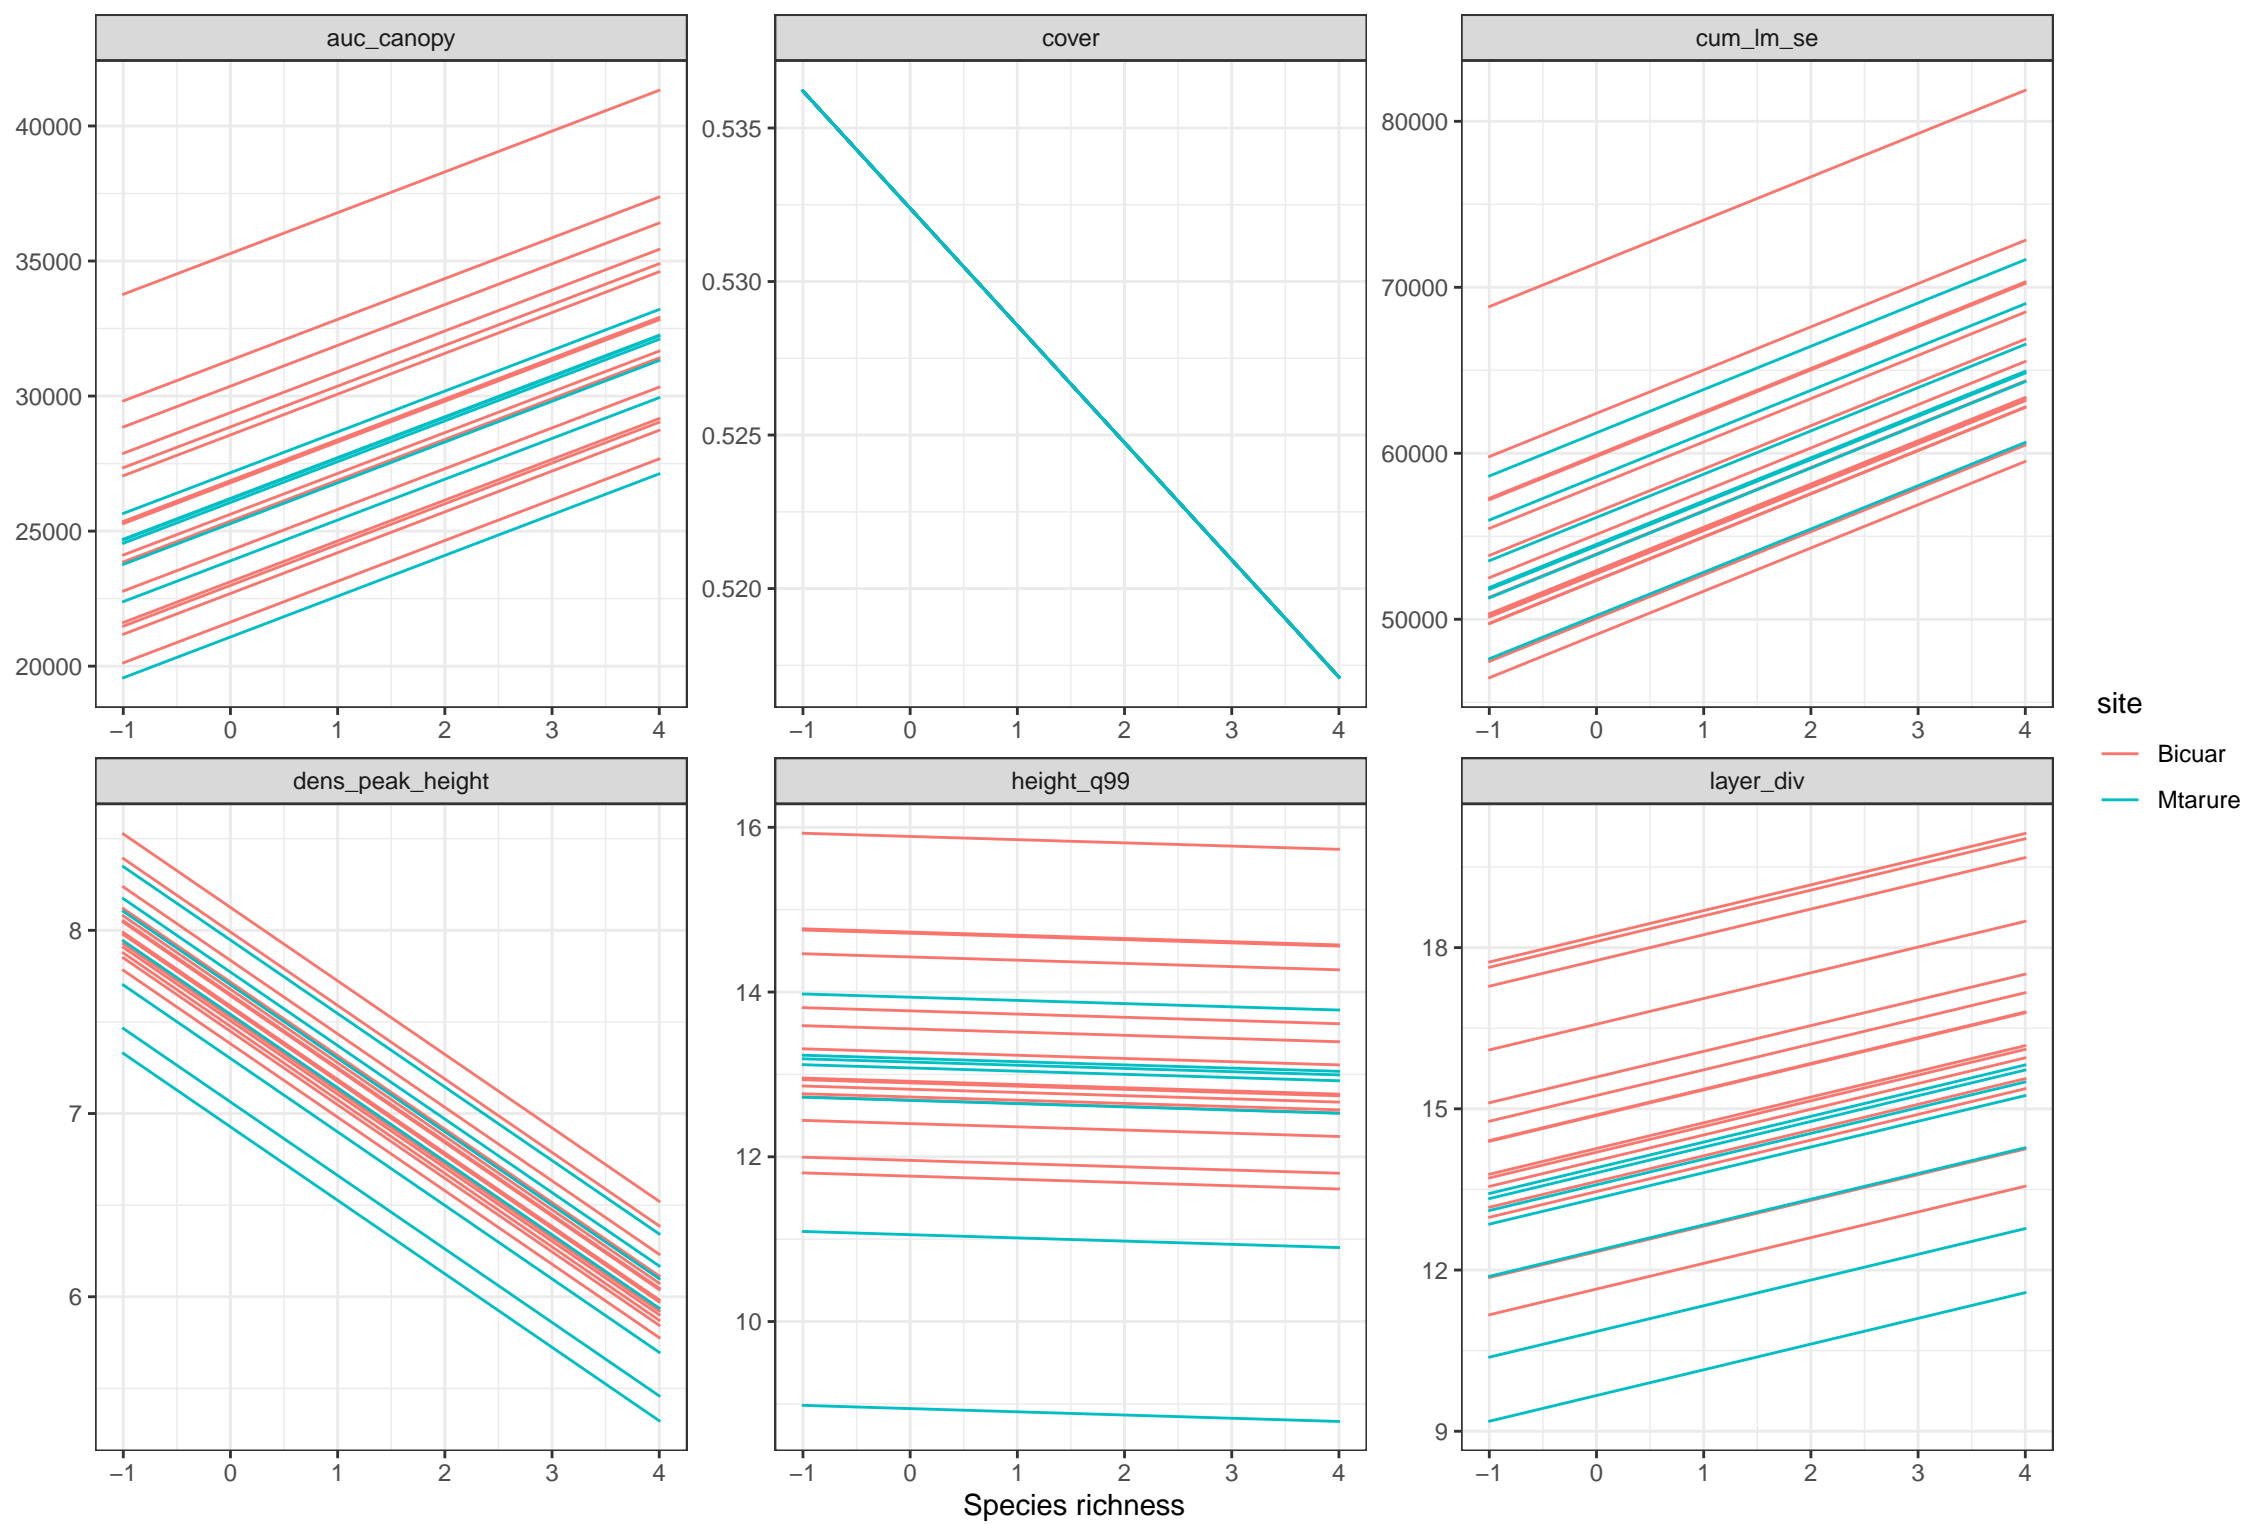 auc_canopy
cover
cum_lm_se
40000
35000
30000
25000
20000
0.535
0.530
0.525
0.520
80000
70000
60000
50000
−1 0 1 2 3 4
−1 0 1 2 3 4
−1 0 1 2 3 4
dens_peak_height
height_q99
layer_div
8
7
6
16
14
12
10
18
15
12
9
−1 0 1 2 3 4
−1 0 1 2 3 4
−1 0 1 2 3 4
Species richness
site
Bicuar
Mtarure